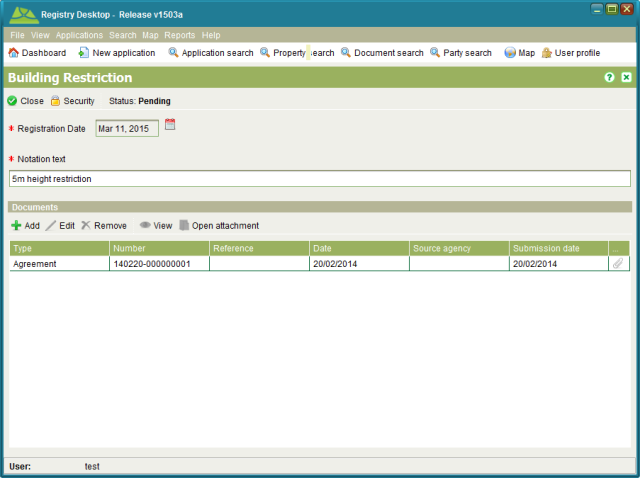 Registry Desktop - Release v1503a
File View Applications Search Map Reports Help
Dashboard New application Application search Property search Document search Party search Map User profile
Building Restriction
Close Security Status: Pending
* Registration Date Mar 11, 2015
* Notation text
5m height restriction
Documents
Add Edit Remove View Open attachment
Type Number Reference Date Source agency Submission date ...
Agreement 140220-000000001 20/02/2014 20/02/2014
User: test